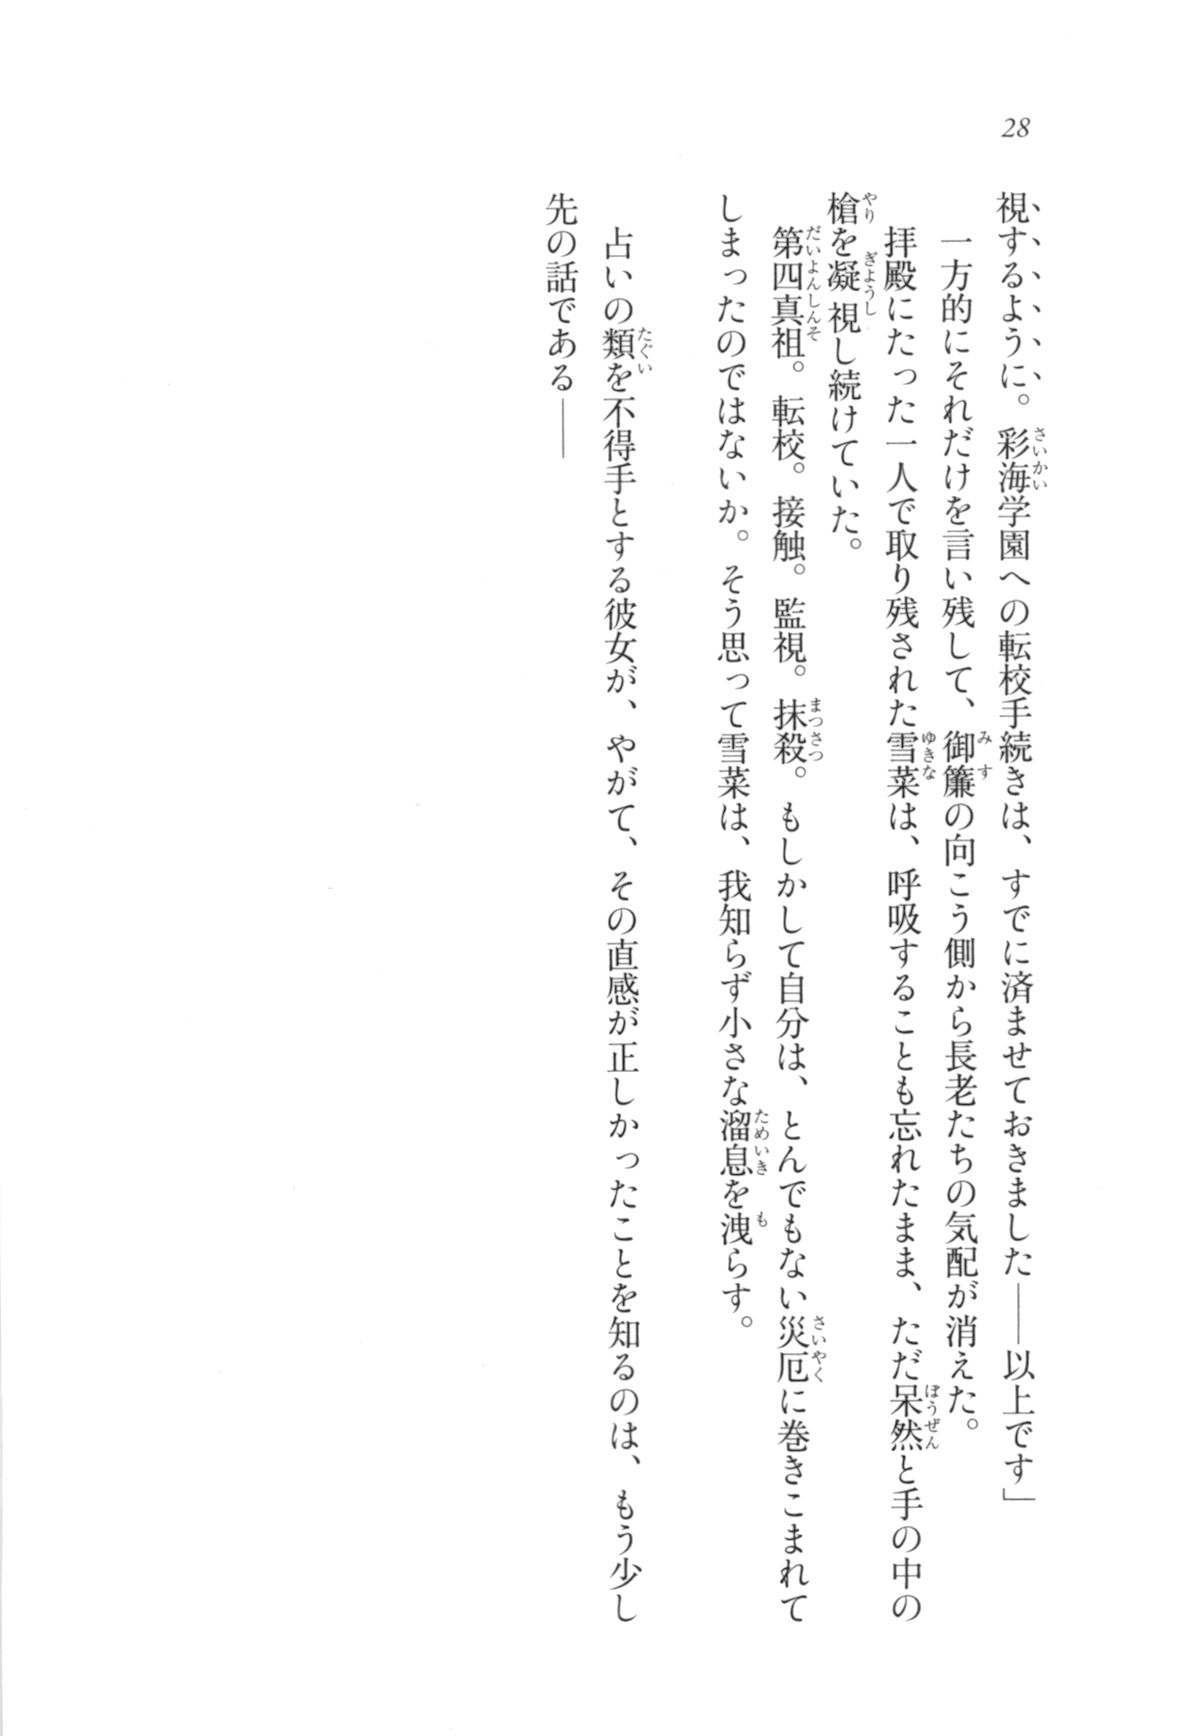 28
視するように。彩海学園への転校手続きは、すでに済ませておきました――以上です」
一方的にそれだけを言い残して、御簾の向こう側から長老たちの気配が消えた。
拝殿にたった一人で取り残された雪菜は、呼吸することも忘れたまま、ただ呆然と手の中の
槍を凝視し続けていた。
第四真祖。転校。接触。監視。抹殺。もしかして自分は、とんでもない災厄に巻きこまれて
しまったのではないか。そう思って雪菜は、我知らず小さな溜息を洩らす。
占いの類を不得手とする彼女が、やがて、その直感が正しかったことを知るのは、もう少し
先の話である――